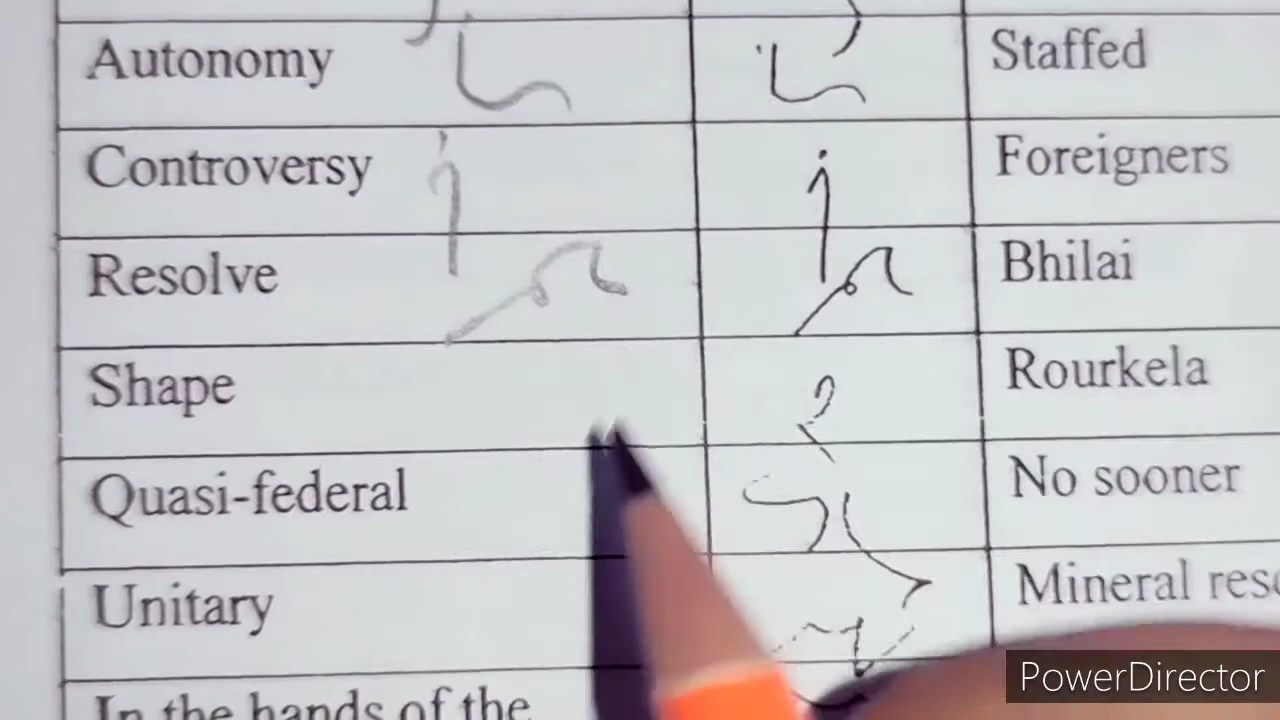 Autonomy Staffed
Controversy Foreigners
Resolve Bhilai
Shape Rourkela
Quasi-federal No sooner
Unitary Mineral
In the hands of the
PowerDirector